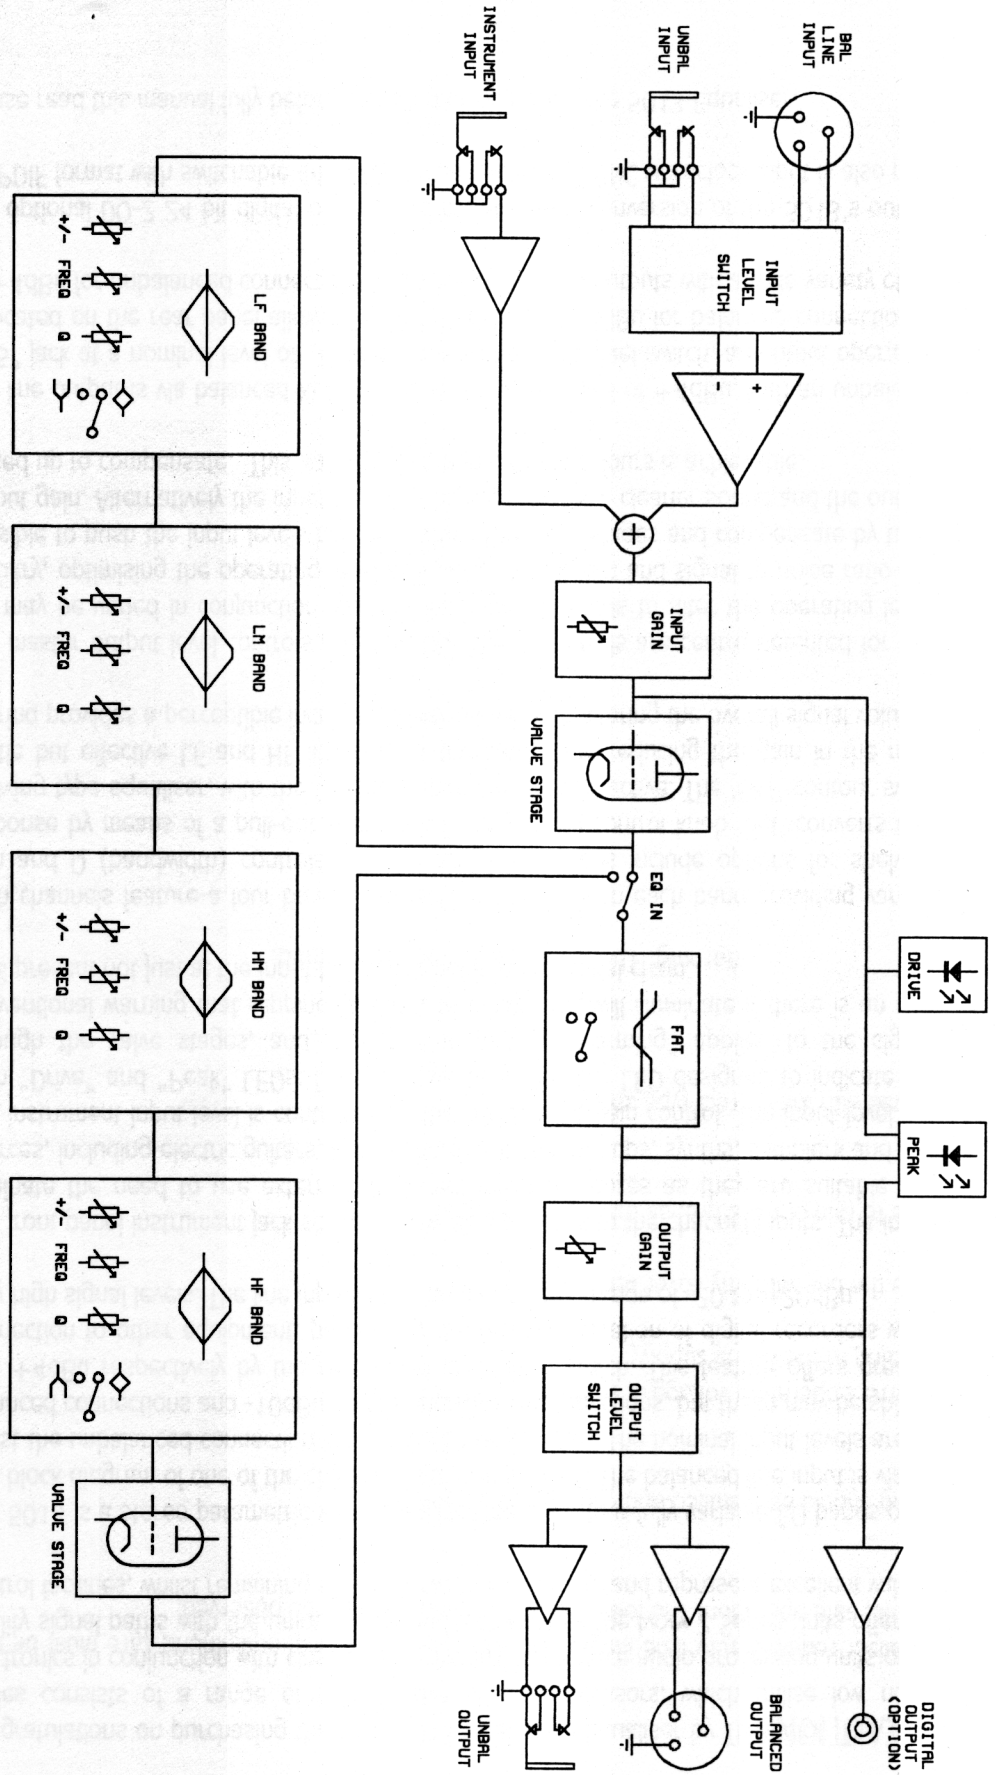 BAL
LINE
INPUT
UNBAL
INPUT
INSTRUMENT
INPUT
INPUT
LEVEL
SWITCH
+
-
+
INPUT
GAIN
VALVE STAGE
EQ IN
DRIVE
FAT
PEAK
OUTPUT
GAIN
OUTPUT
LEVEL
SWITCH
DIGITAL
OUTPUT
(OPTION)
BALANCED
OUTPUT
UNBAL
OUTPUT
LF BAND
+/-
FREQ
Q
LM BAND
+/-
FREQ
Q
HM BAND
+/-
FREQ
Q
HF BAND
+/-
FREQ
Q
VALVE STAGE